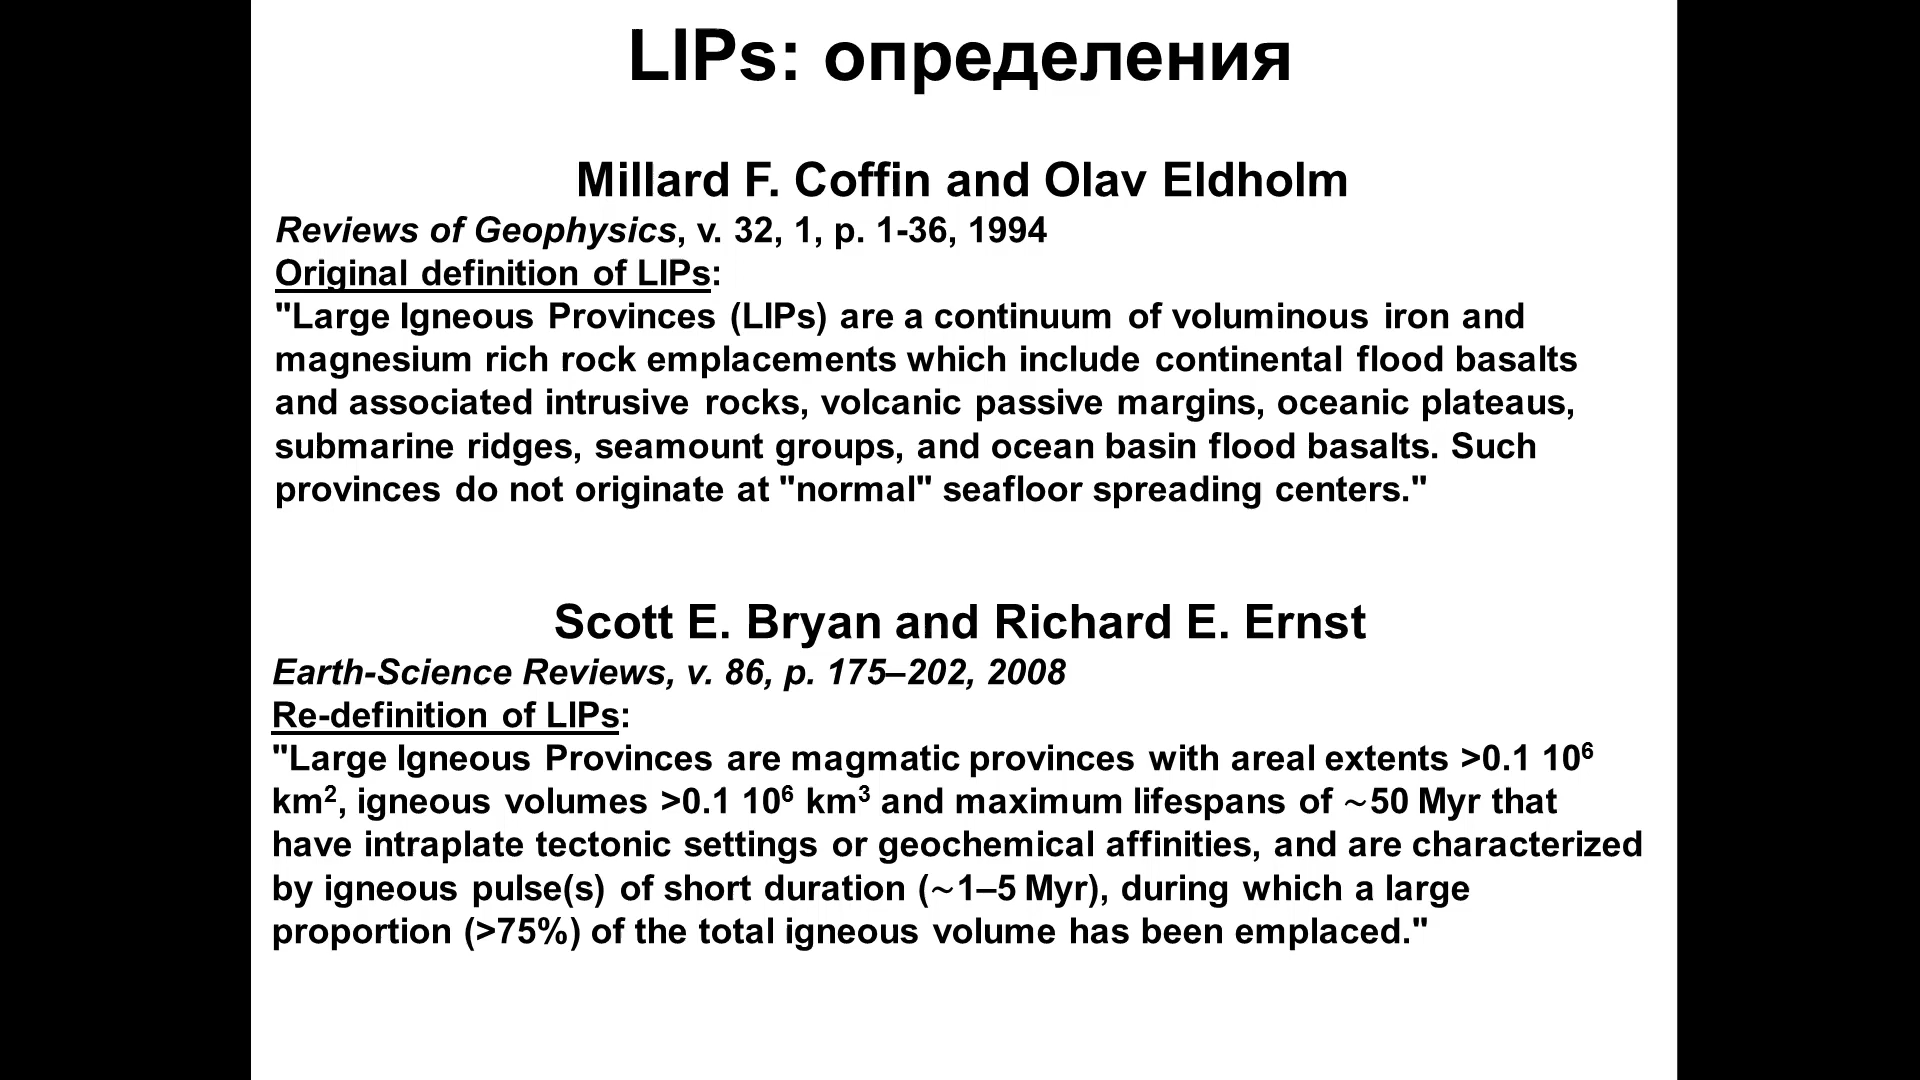 LIPs: определения
Millard F. Coffin and Olav Eldholm
Reviews of Geophysics, v. 32, 1, p. 1-36, 1994
Original definition of LIPs:
"Large Igneous Provinces (LIPs) are a continuum of voluminous iron and
magnesium rich rock emplacements which include continental flood basalts
and associated intrusive rocks, volcanic passive margins, oceanic plateaus,
submarine ridges, seamount groups, and ocean basin flood basalts. Such
provinces do not originate at "normal" seafloor spreading centers."
Scott E. Bryan and Richard E. Ernst
Earth-Science Reviews, v. 86, p. 175–202, 2008
Re-definition of LIPs:
"Large Igneous Provinces are magmatic provinces with areal extents >0.1 10⁶
km², igneous volumes >0.1 10⁶ km³ and maximum lifespans of ∼50 Myr that
have intraplate tectonic settings or geochemical affinities, and are characterized
by igneous pulse(s) of short duration (∼1–5 Myr), during which a large
proportion (>75%) of the total igneous volume has been emplaced."